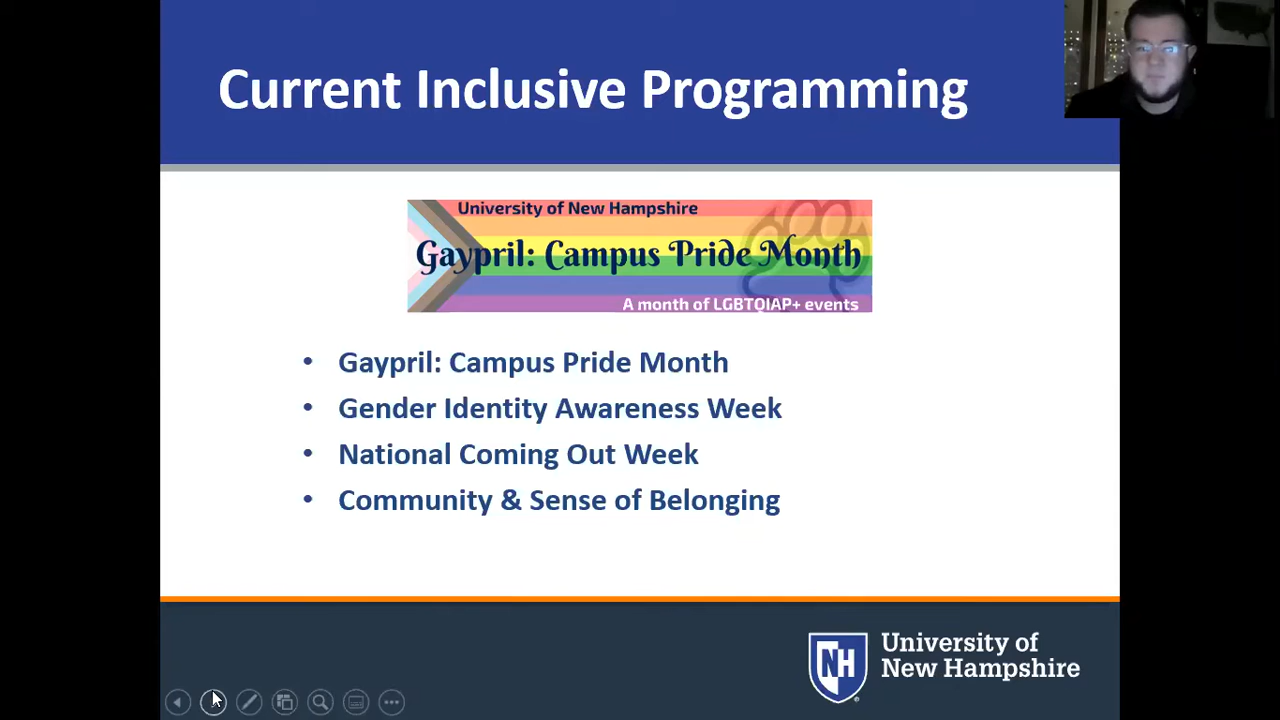 Current Inclusive Programming
University of New Hampshire
Gaypril: Campus Pride Month
A month of LGBTQIAP+ events
• Gaypril: Campus Pride Month
• Gender Identity Awareness Week
• National Coming Out Week
• Community & Sense of Belonging
NH
University of
New Hampshire